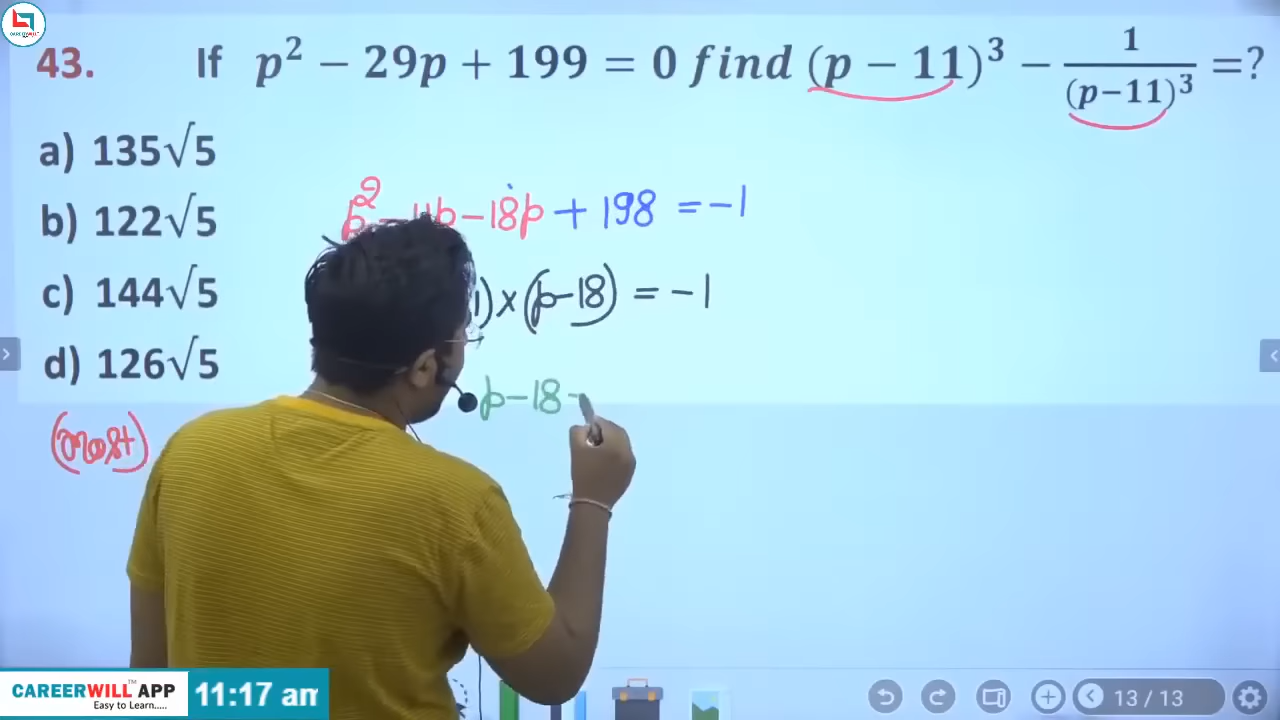 CAREERWILL
43. If p² − 29p + 199 = 0 find (p − 11)³ − 1/(p−11)³ =?
a) 135√5
b) 122√5
c) 144√5
d) 126√5
p² − 11p − 18p + 198 = −1
1) × (p−18) = −1
p−18 −
CAREERWILL APP
Easy to Learn.....
11:17 am
13 / 13